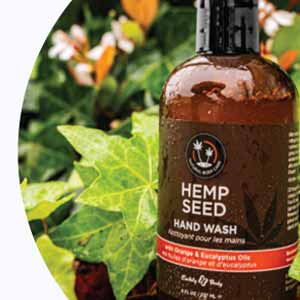 HEMP
SEED
HAND WASH
Nettoyant pour les mains
with Orange & Eucalyptus Oils
aux huiles d'orange et d'eucalyptus
Earthly Body